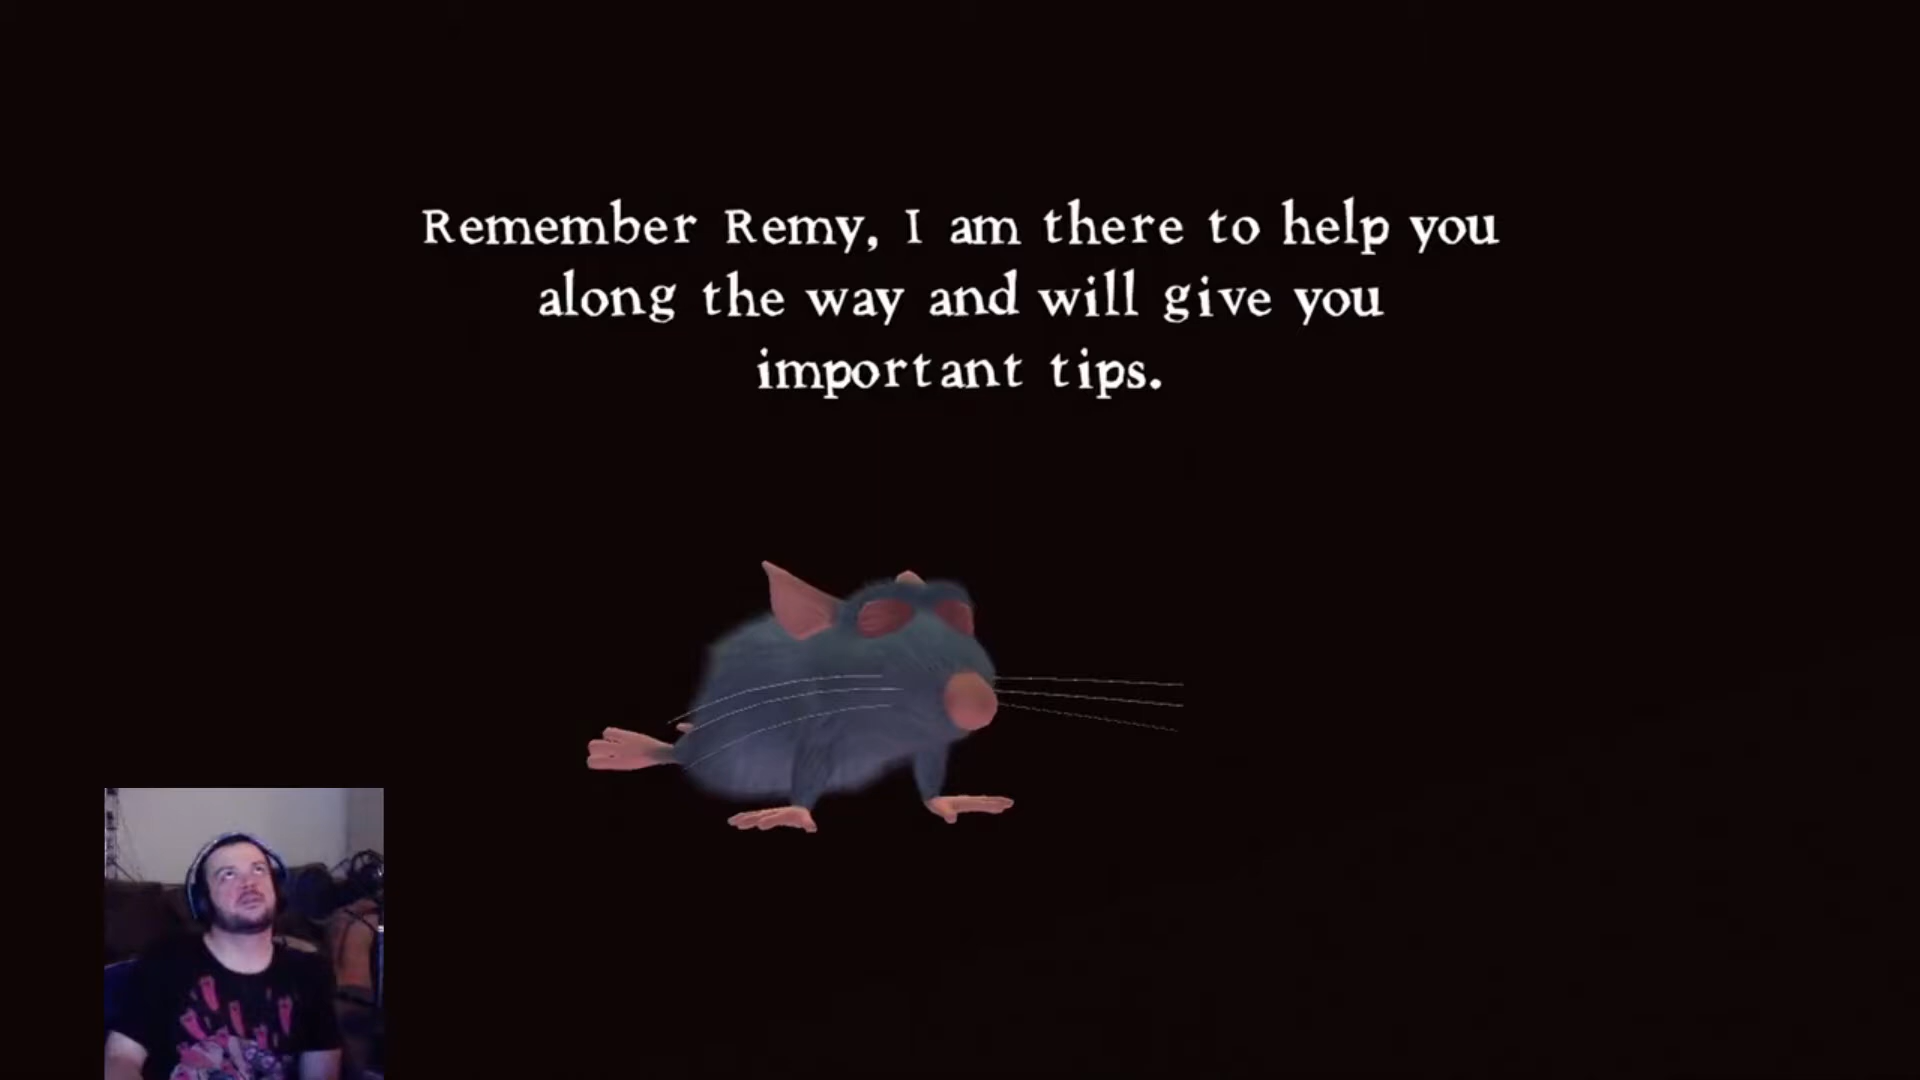 Remember Remy, I am there to help you
along the way and will give you
important tips.